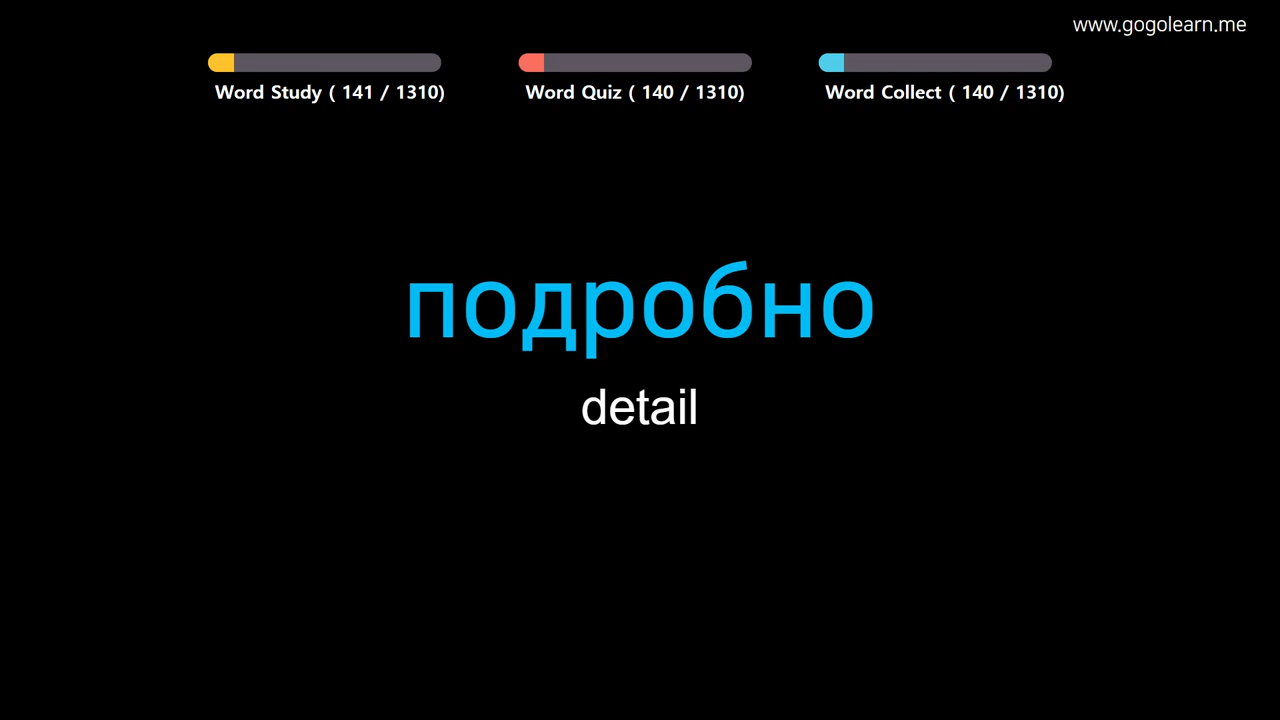 www.gogolearn.me
Word Study ( 141 / 1310)
Word Quiz ( 140 / 1310)
Word Collect ( 140 / 1310)
подробно
detail